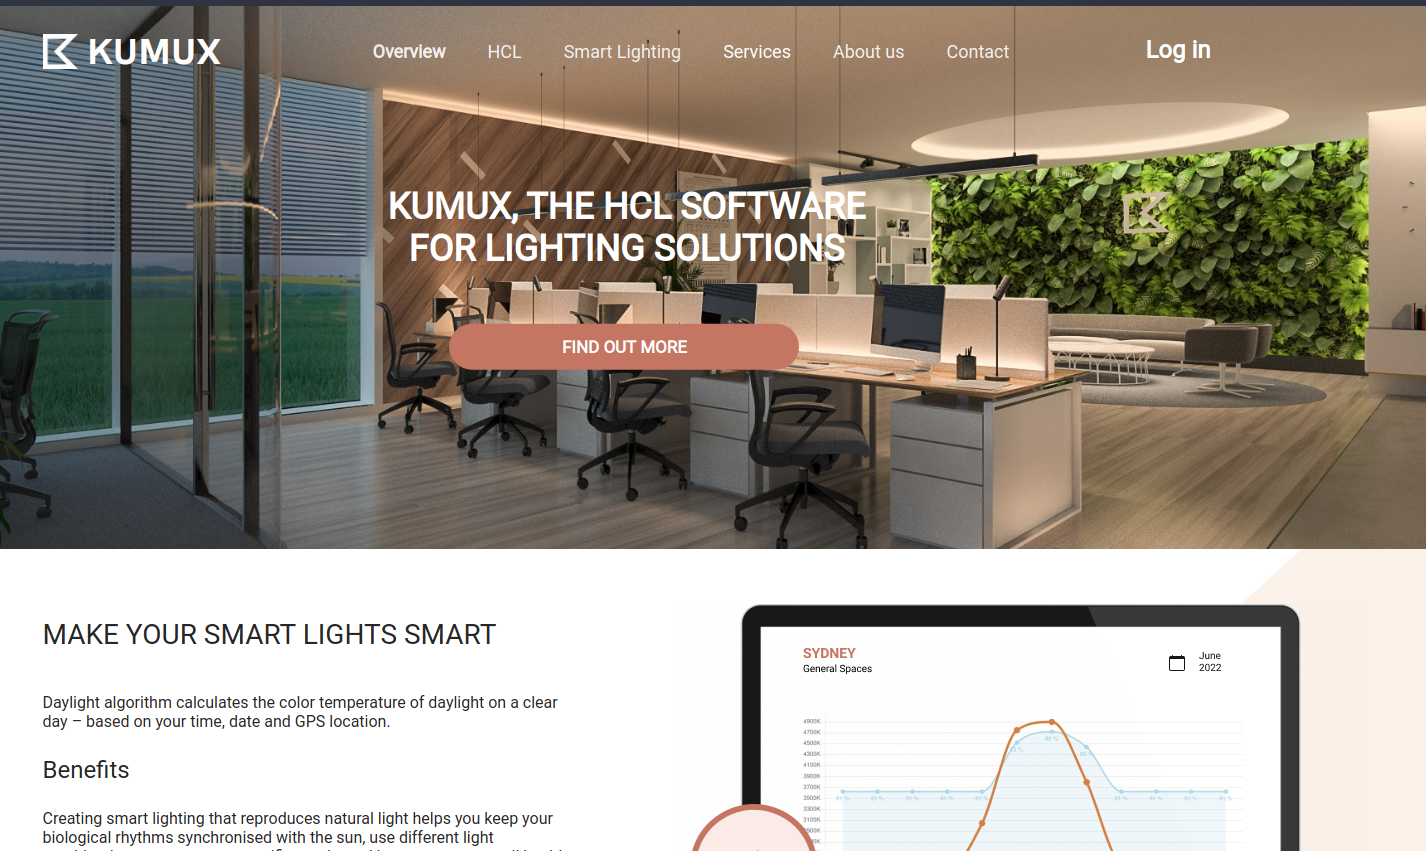 KUMUX
Overview HCL Smart Lighting Services About us Contact Log in
KUMUX, THE HCL SOFTWARE
FOR LIGHTING SOLUTIONS
FIND OUT MORE
MAKE YOUR SMART LIGHTS SMART
Daylight algorithm calculates the color temperature of daylight on a clear
day – based on your time, date and GPS location.
Benefits
Creating smart lighting that reproduces natural light helps you keep your
biological rhythms synchronised with the sun, use different light
SYDNEY
General Spaces
June
2022
4900K
4700K
4500K
4300K
4100K
3900K
3700K
3500K
3300K
3100K